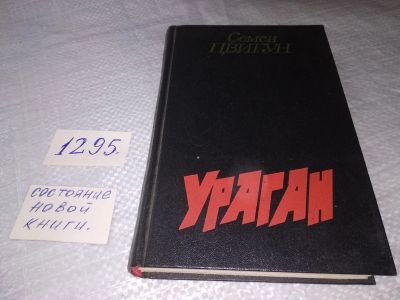 Семен
ЦВИГУН
УРАГАН
1295.
СОСТОЯНИЕ
НОВОЙ
КНИГИ.